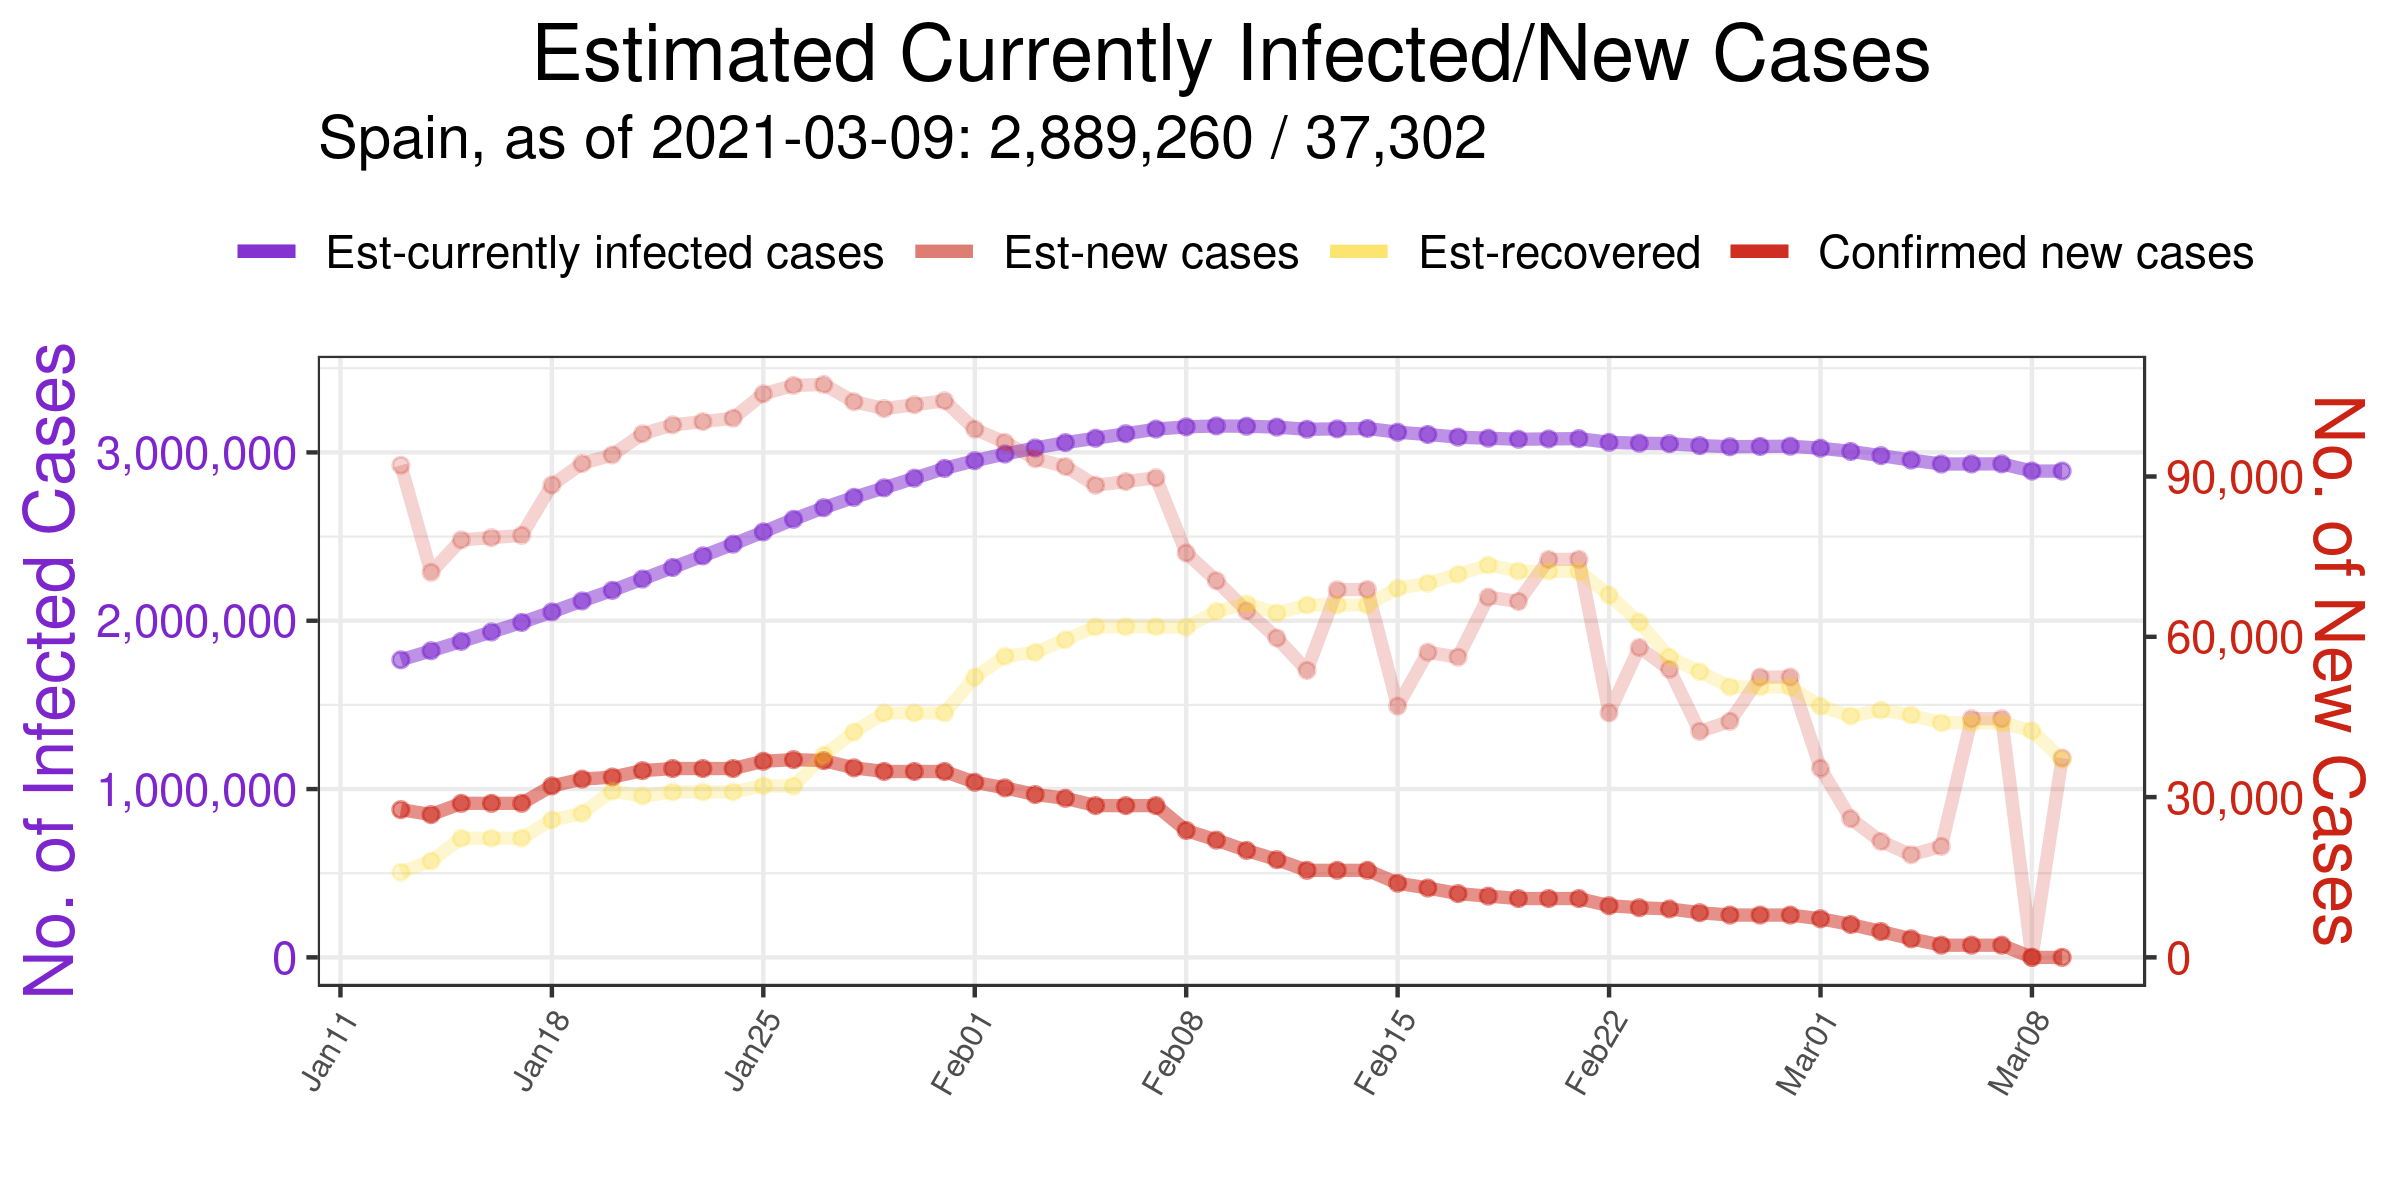 Estimated Currently Infected/New Cases
Spain, as of 2021-03-09: 2,889,260 / 37,302
Est-currently infected cases Est-new cases Est-recovered Confirmed new cases
No. of Infected Cases
3,000,000
2,000,000
1,000,000
0
90,000
60,000
30,000
0
No. of New Cases
Jan11 Jan18 Jan25 Feb01 Feb08 Feb15 Feb22 Mar01 Mar08